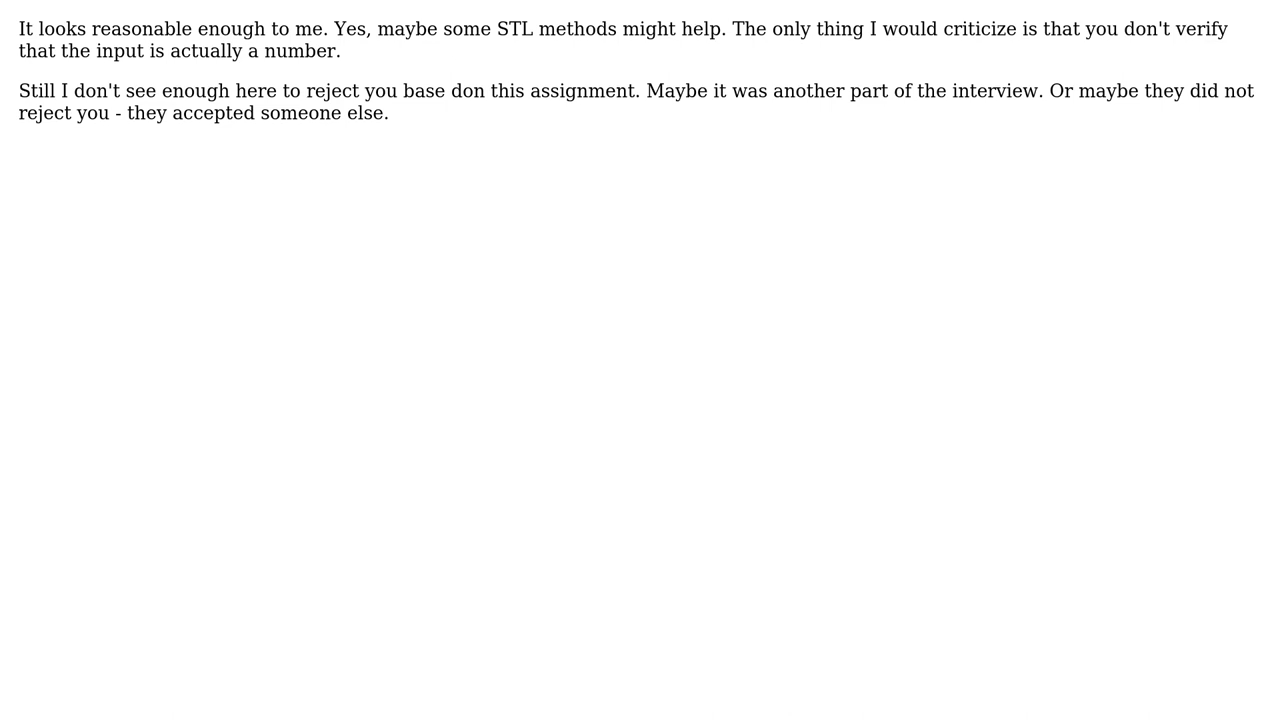 It looks reasonable enough to me. Yes, maybe some STL methods might help. The only thing I would criticize is that you don't verify
that the input is actually a number.
Still I don't see enough here to reject you base don this assignment. Maybe it was another part of the interview. Or maybe they did not
reject you - they accepted someone else.